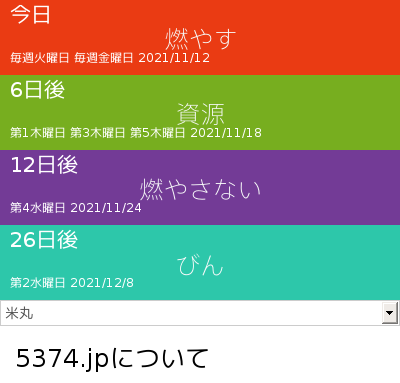 今日
燃やす
毎週火曜日 毎週金曜日 2021/11/12
6日後
資源
第1木曜日 第3木曜日 第5木曜日 2021/11/18
12日後
燃やさない
第4水曜日 2021/11/24
26日後
びん
第2水曜日 2021/12/8
米丸
5374.jpについて